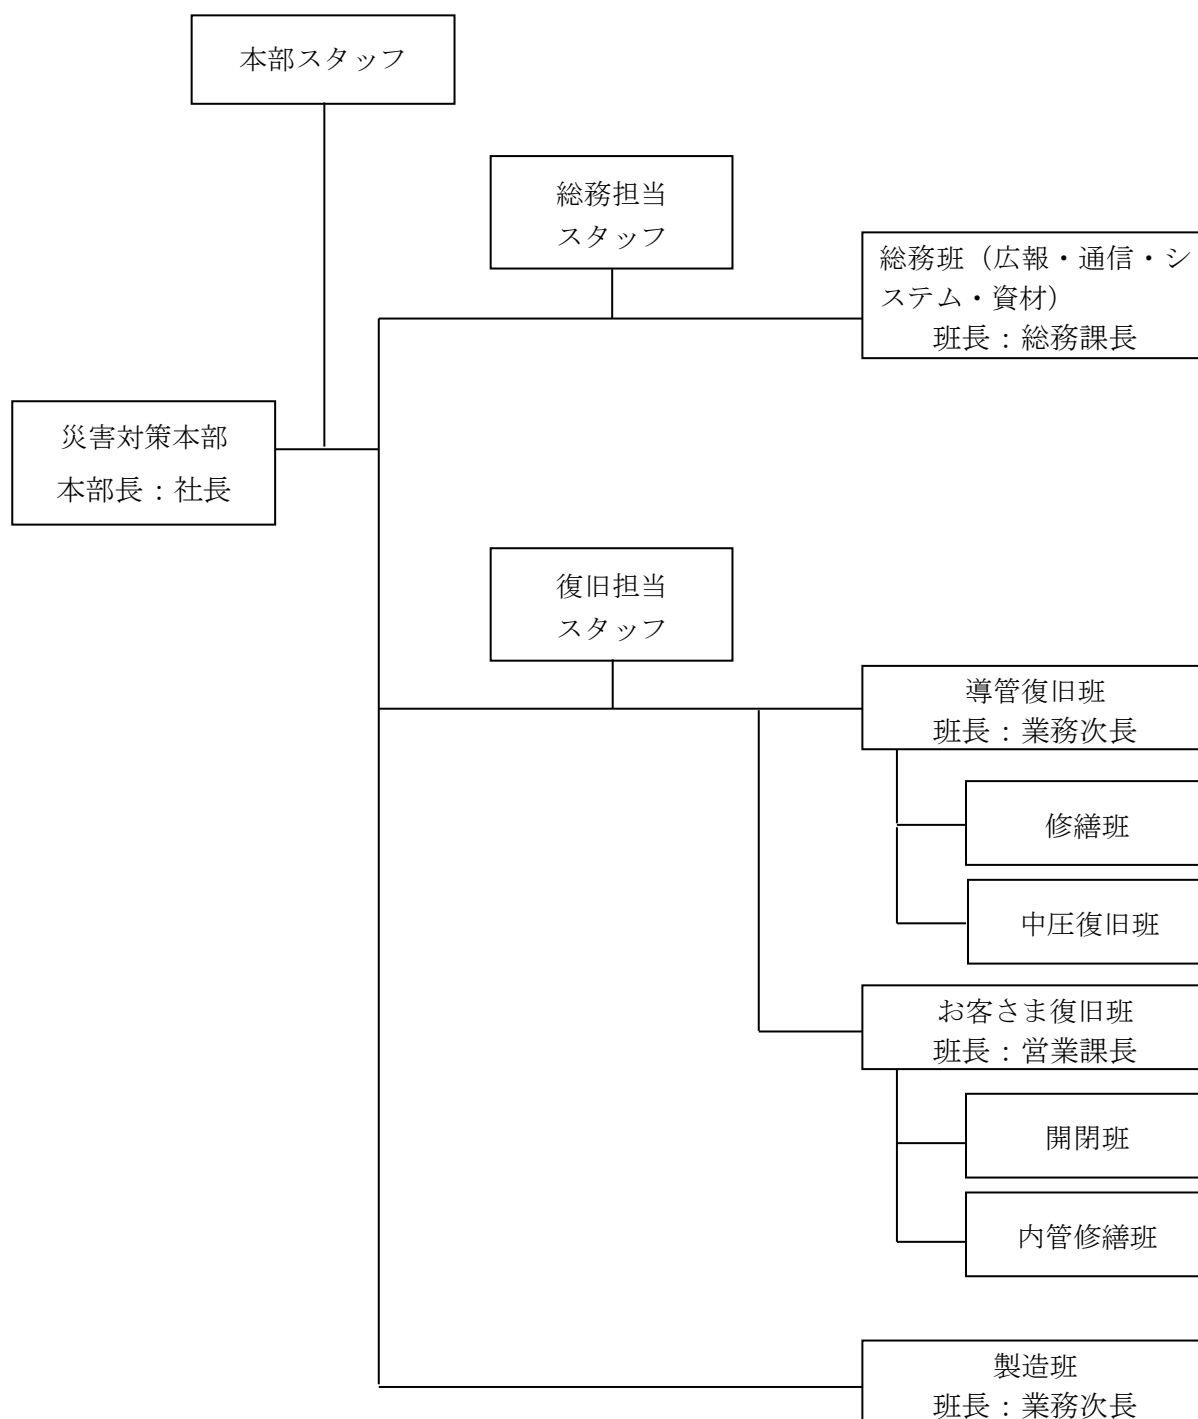 本部スタッフ
総務担当
スタッフ
総務班（広報・通信・シ
ステム・資材）
班長：総務課長
災害対策本部
本部長：社長
復旧担当
スタッフ
導管復旧班
班長：業務次長
修繕班
中圧復旧班
お客さま復旧班
班長：営業課長
開閉班
内管修繕班
製造班
班長：業務次長